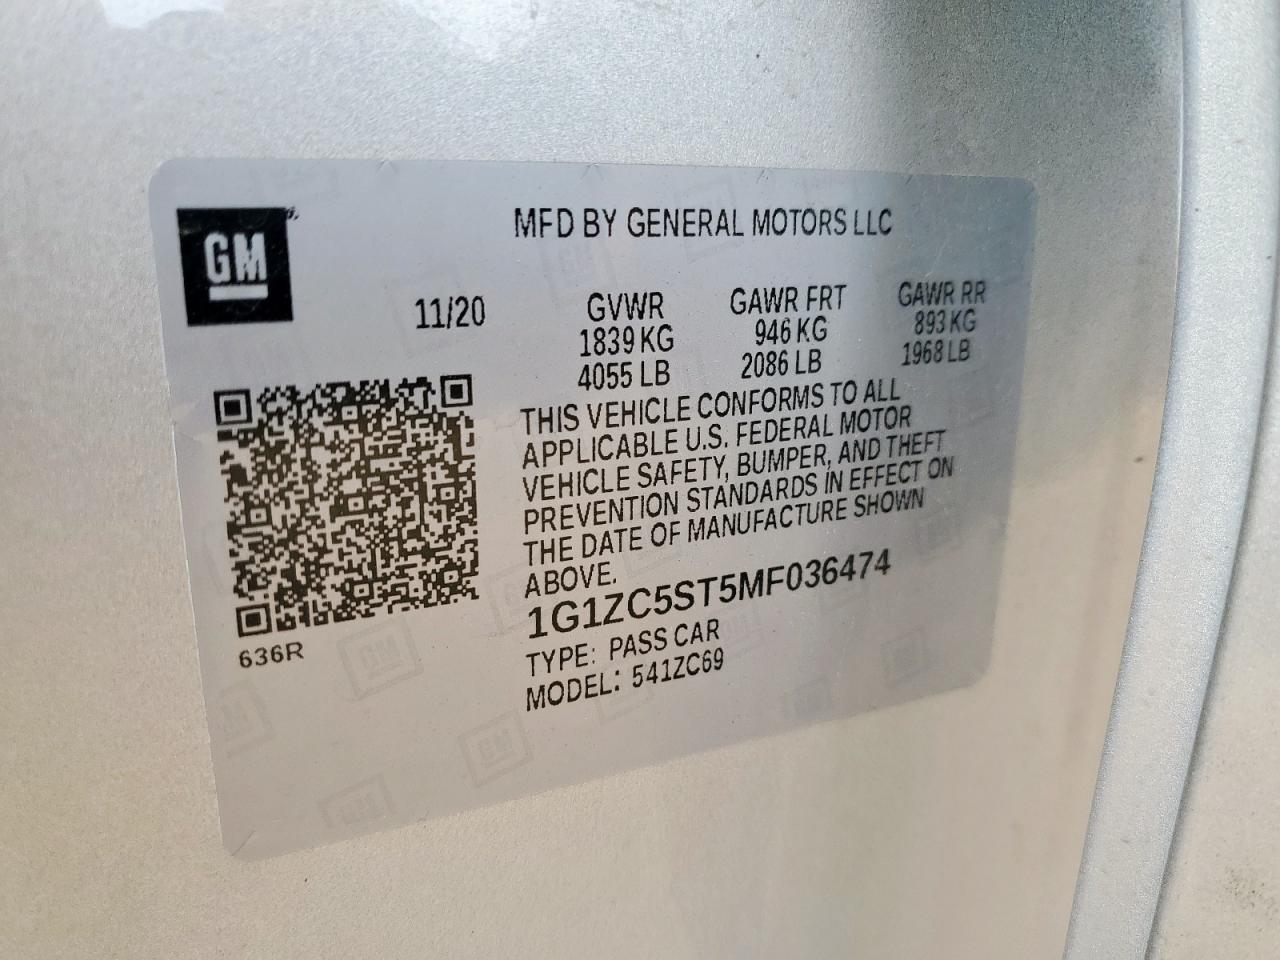 GM
MFD BY GENERAL MOTORS LLC
11/20
GVWR
1839 KG
4055 LB
GAWR FRT
946 KG
2086 LB
GAWR RR
893 KG
1968 LB
THIS VEHICLE CONFORMS TO ALL
APPLICABLE U.S. FEDERAL MOTOR
VEHICLE SAFETY, BUMPER, AND THEFT
PREVENTION STANDARDS IN EFFECT ON
THE DATE OF MANUFACTURE SHOWN
ABOVE.
1G1ZC5ST5MF036474
TYPE: PASS CAR
MODEL: 541ZC69
636R